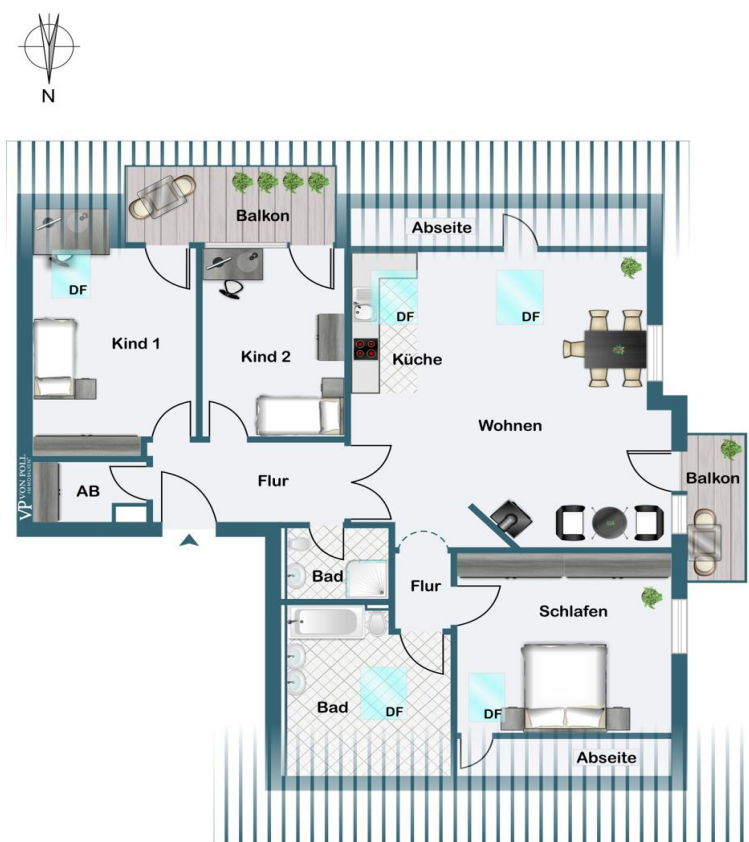 N
Balkon
Abseite
DF
DF
DF
Kind 1
Kind 2
Küche
Wohnen
Flur
AB
VP VON POLL
IMMOBILIEN
Balkon
Bad
Flur
Schlafen
Bad
DF
DF
Abseite